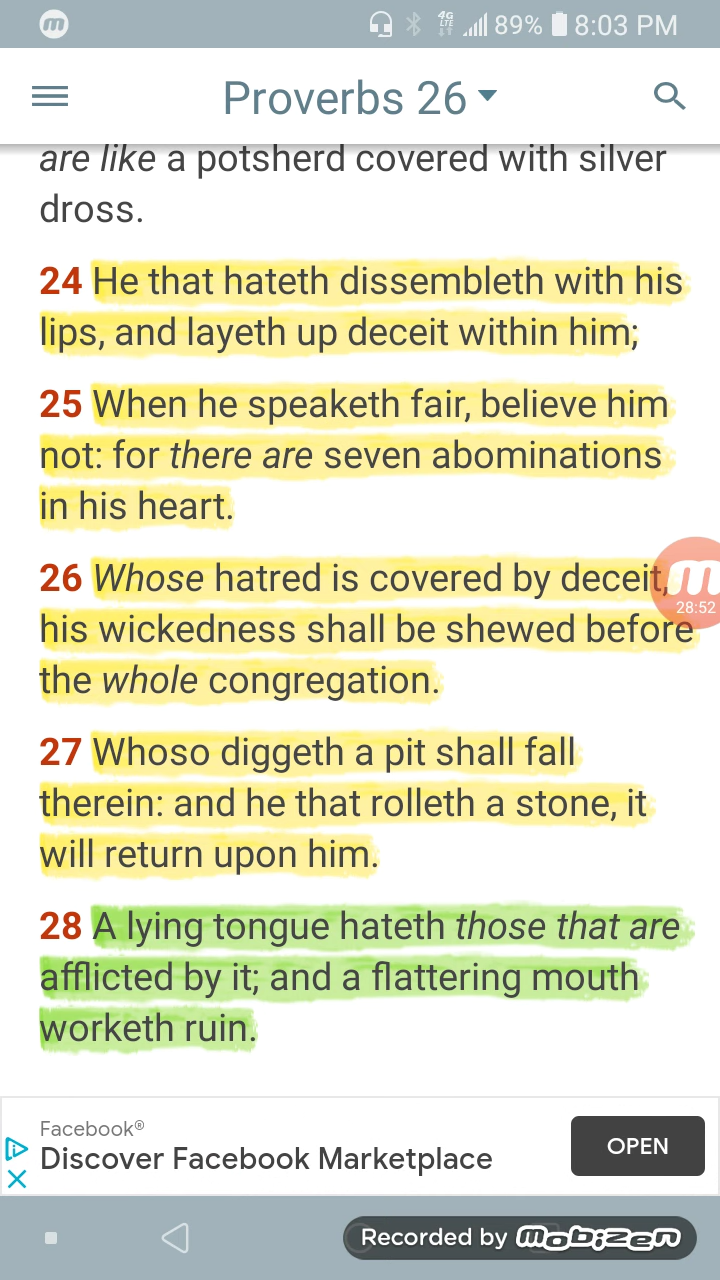 4G
LTE
89%
8:03 PM
Proverbs 26
are like a potsherd covered with silver
dross.
24 He that hateth dissembleth with his
lips, and layeth up deceit within him;
25 When he speaketh fair, believe him
not: for there are seven abominations
in his heart.
26 Whose hatred is covered by deceit,
his wickedness shall be shewed before
the whole congregation.
28:52
27 Whoso diggeth a pit shall fall
therein: and he that rolleth a stone, it
will return upon him.
28 A lying tongue hateth those that are
afflicted by it; and a flattering mouth
worketh ruin.
Facebook®
Discover Facebook Marketplace
OPEN
Recorded by mobizen